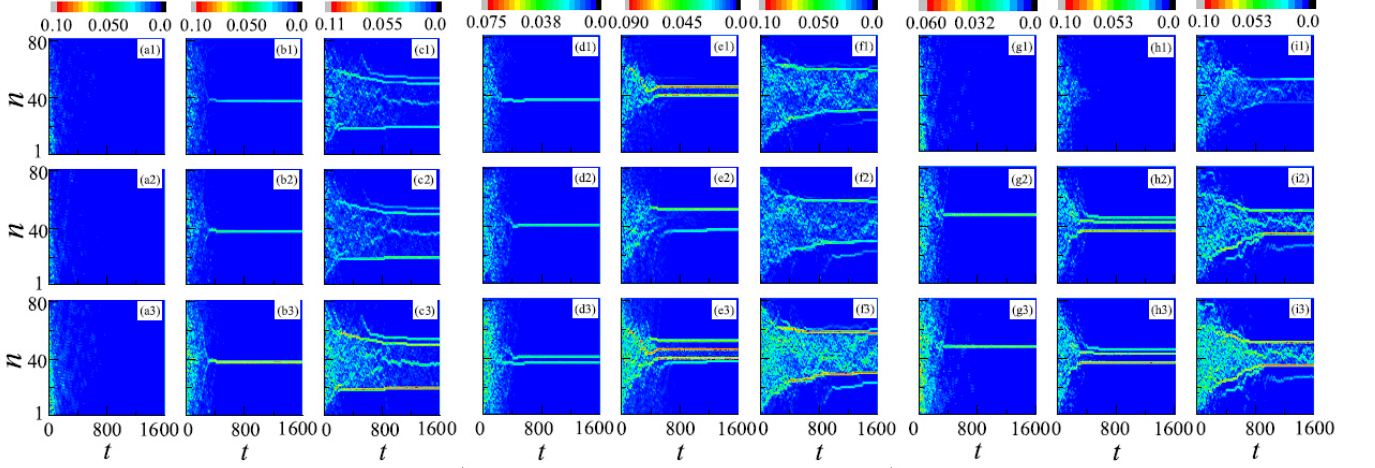 0.10 0.050 0.0 0.10 0.050 0.0 0.11 0.055 0.0 0.075 0.038 0.0 0.090 0.045 0.0 0.10 0.050 0.0 0.060 0.032 0.0 0.10 0.053 0.0 0.10 0.053 0.0
80 (a1) (b1) (c1) (d1) (e1) (f1) (g1) (h1) (i1)
n 40
1
80 (a2) (b2) (c2) (d2) (e2) (f2) (g2) (h2) (i2)
n 40
1
80 (a3) (b3) (c3) (d3) (e3) (f3) (g3) (h3) (i3)
n 40
1
0 800 1600 0 800 1600 0 800 1600 0 800 1600 0 800 1600 0 800 1600 0 800 1600 0 800 1600 0 800 1600
t t t t t t t t t